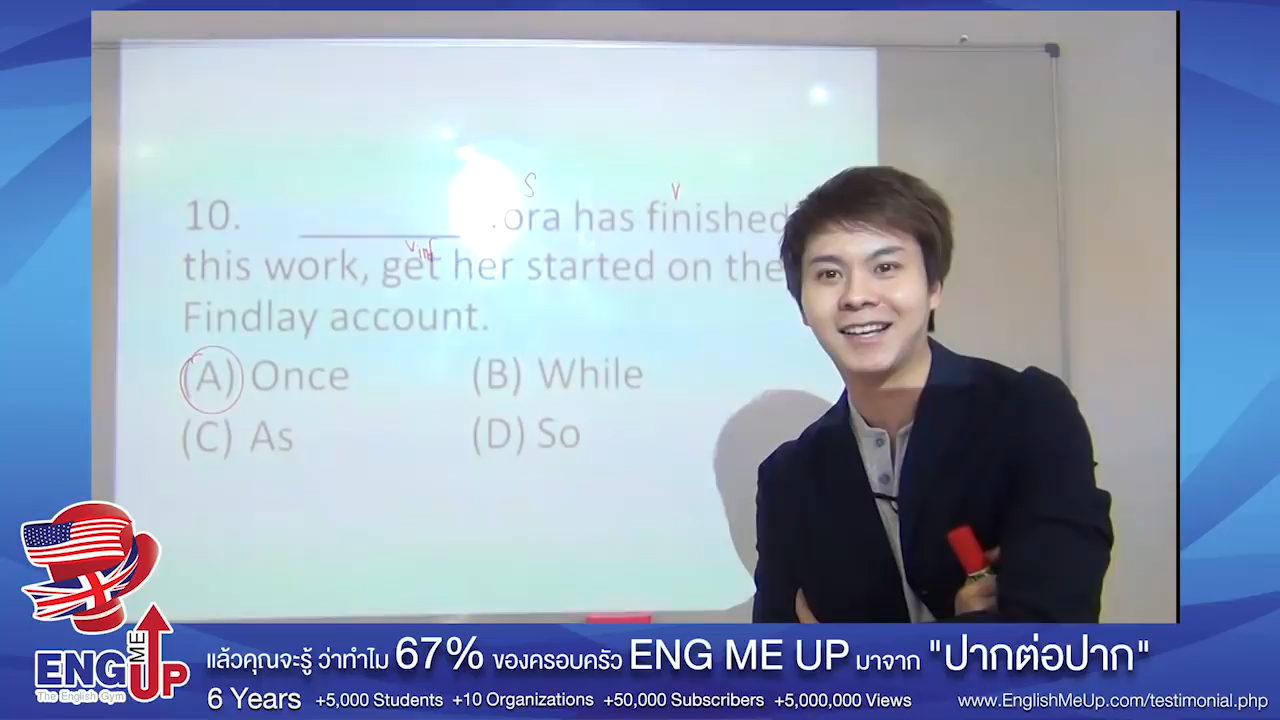 S V
10. ora has finished
V inf
this work, get her started on the
Findlay account.
(A) Once (B) While
(C) As (D) So
ENG ME UP
The English Gym
แล้วคุณจะรู้ ว่าทำไม 67% ของครอบครัว ENG ME UP มาจาก "ปากต่อปาก"
6 Years +5,000 Students +10 Organizations +50,000 Subscribers +5,000,000 Views www.EnglishMeUp.com/testimonial.php